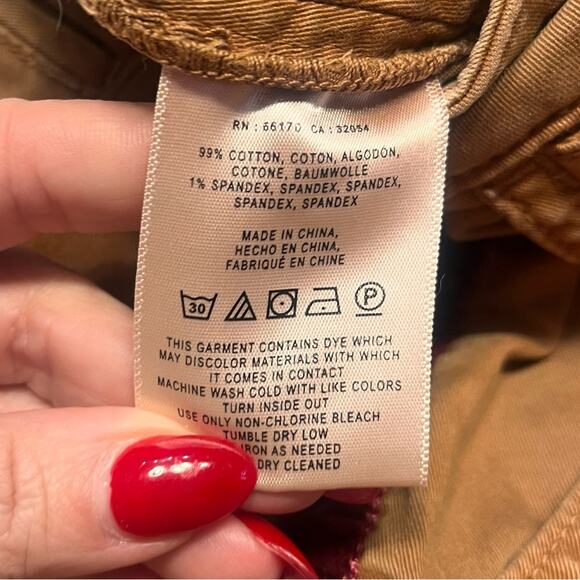 RN : 66170 CA : 32054
99% COTTON, COTON, ALGODÓN,
COTONE, BAUMWOLLE
1% SPANDEX, SPANDEX, SPANDEX,
SPANDEX, SPANDEX
MADE IN CHINA,
HECHO EN CHINA,
FABRIQUÉ EN CHINE
30 P
THIS GARMENT CONTAINS DYE WHICH
MAY DISCOLOR MATERIALS WITH WHICH
IT COMES IN CONTACT
MACHINE WASH COLD WITH LIKE COLORS
TURN INSIDE OUT
USE ONLY NON-CHLORINE BLEACH
TUMBLE DRY LOW
IRON AS NEEDED
DRY CLEANED